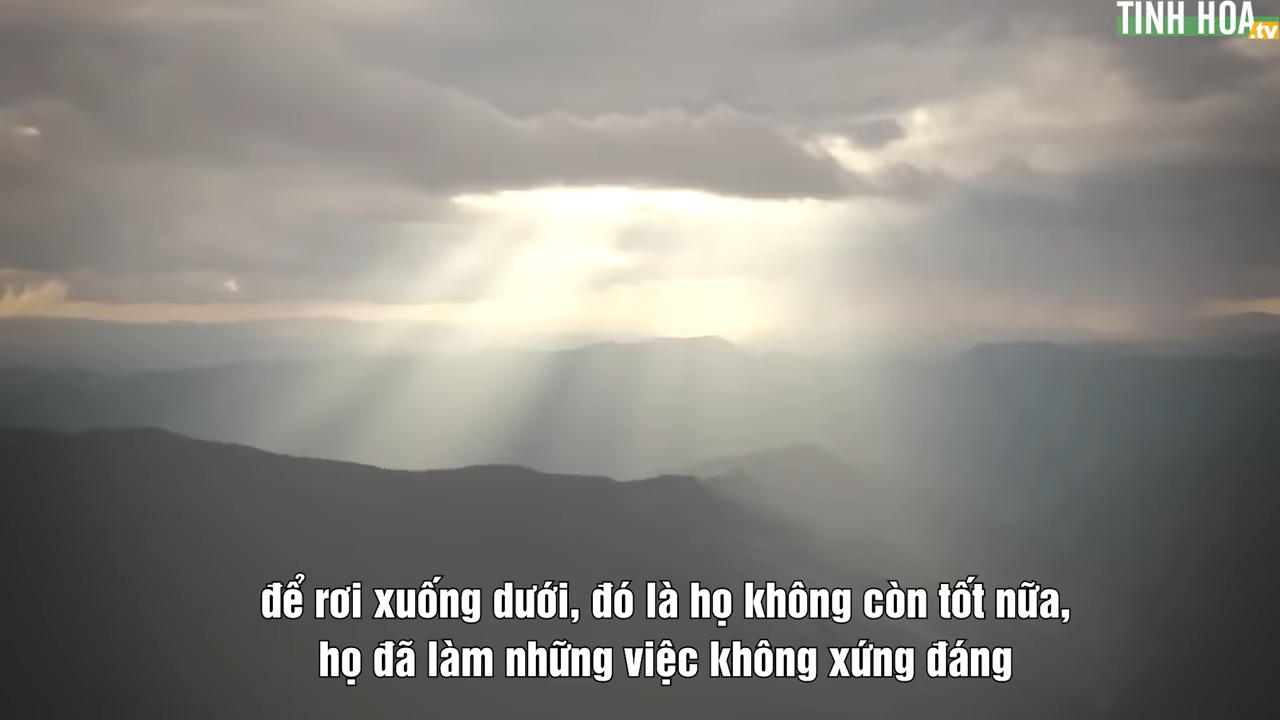 TINH HOA
.tv
để rơi xuống dưới, đó là họ không còn tốt nữa,
họ đã làm những việc không xứng đáng